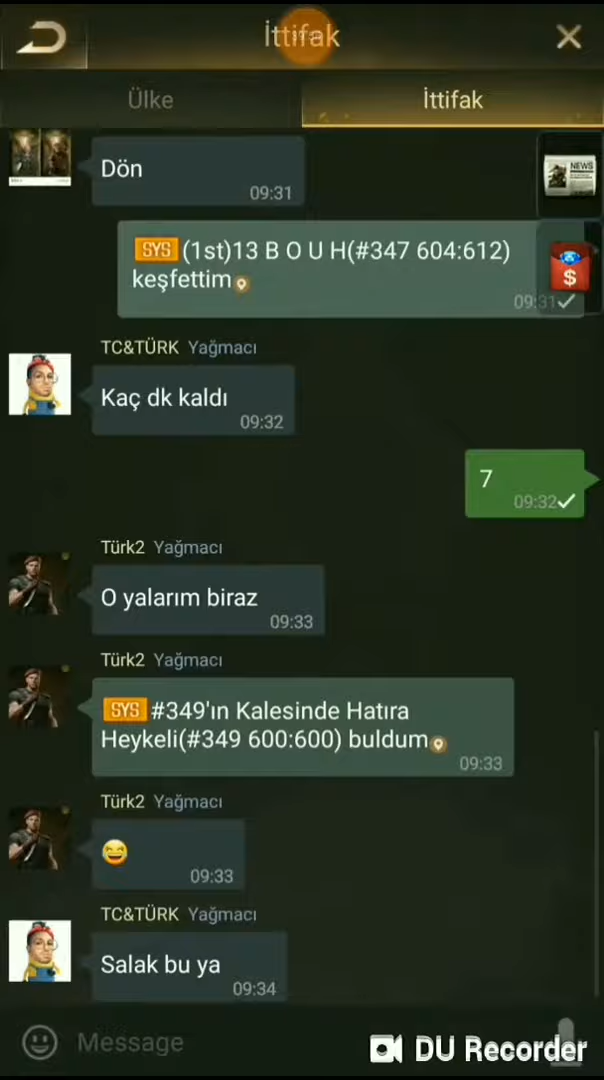 İttifak
Ülke
İttifak
Dön
09:31
NEWS
SYS (1st)13 B O U H(#347 604:612)
keşfettim
$
09:31
TC&TÜRK Yağmacı
Kaç dk kaldı
09:32
7
09:32
Türk2 Yağmacı
O yalarım biraz
09:33
Türk2 Yağmacı
SYS #349'ın Kalesinde Hatıra
Heykeli(#349 600:600) buldum
09:33
Türk2 Yağmacı
09:33
TC&TÜRK Yağmacı
Salak bu ya
09:34
Message
DU Recorder